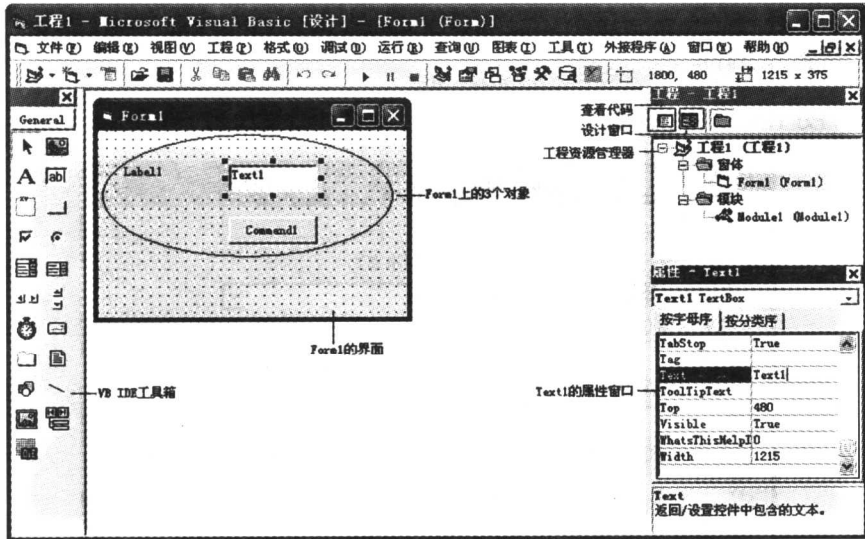 工程1 - Microsoft Visual Basic [设计] - [Form1 (Form)]
文件(F) 编辑(E) 视图(V) 工程(P) 格式(O) 调试(D) 运行(R) 查询(U) 图表(I) 工具(T) 外接程序(A) 窗口(W) 帮助(H)
1800, 480 1215 x 375
General
Form1
Label1
Text1
Command1
Form1上的3个对象
Form1的界面
VB IDE工具箱
查看代码
设计窗口
工程资源管理器
Text1的属性窗口
工程 - 工程1
工程1 (工程1)
窗体
Form1 (Form1)
模块
Module1 (Module1)
属性 - Text1
Text1 TextBox
按字母序 按分类序
TabStop True
Tag
Text Text1
ToolTipText
Top 480
Visible True
WhatsThisHelpI 0
Width 1215
Text
返回/设置控件中包含的文本。